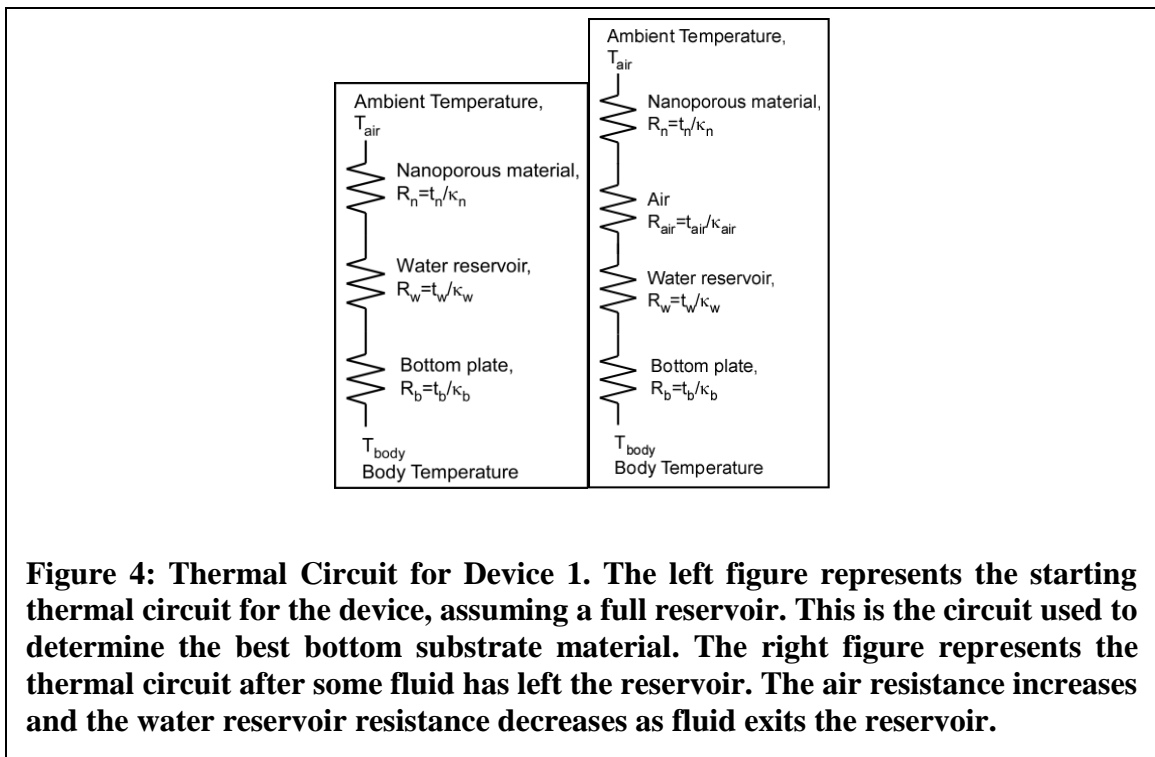 Ambient Temperature,
T_air
Nanoporous material,
R_n=t_n/κ_n
Water reservoir,
R_w=t_w/κ_w
Bottom plate,
R_b=t_b/κ_b
T_body
Body Temperature
Ambient Temperature,
T_air
Nanoporous material,
R_n=t_n/κ_n
Air
R_air=t_air/κ_air
Water reservoir,
R_w=t_w/κ_w
Bottom plate,
R_b=t_b/κ_b
T_body
Body Temperature
Figure 4: Thermal Circuit for Device 1. The left figure represents the starting
thermal circuit for the device, assuming a full reservoir. This is the circuit used to
determine the best bottom substrate material. The right figure represents the
thermal circuit after some fluid has left the reservoir. The air resistance increases
and the water reservoir resistance decreases as fluid exits the reservoir.